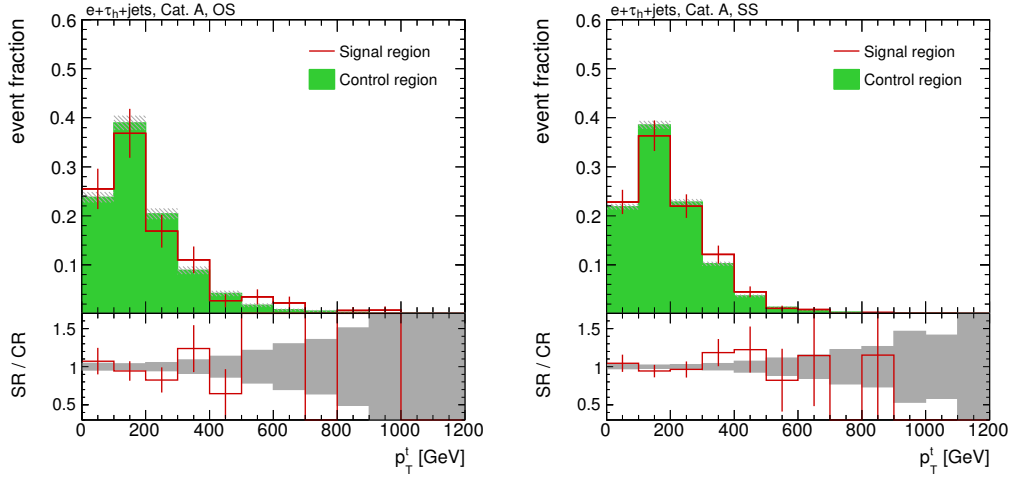 e+τ_h+jets, Cat. A, OS
0.6
0.5
0.4
0.3
0.2
0.1
event fraction
Signal region
Control region
1.5
1
0.5
SR / CR
0 200 400 600 800 1000 1200
p_T^t [GeV]
e+τ_h+jets, Cat. A, SS
0.6
0.5
0.4
0.3
0.2
0.1
event fraction
Signal region
Control region
1.5
1
0.5
SR / CR
0 200 400 600 800 1000 1200
p_T^t [GeV]